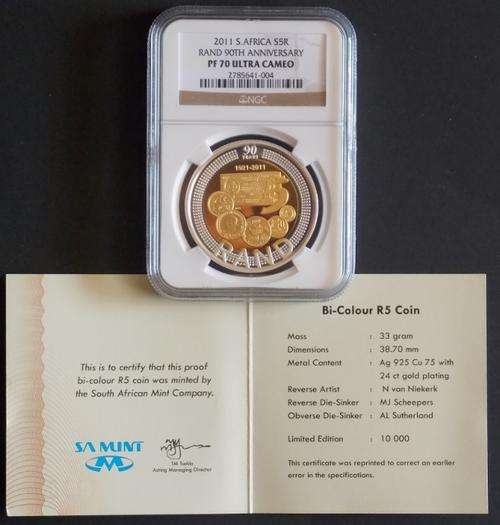 2011 S.AFRICA S5R
RAND 90TH ANNIVERSARY
PF 70 ULTRA CAMEO
2785641-004
NGC
90
YEARS
1921-2011
RAND
This is to certify that this proof
bi-colour R5 coin was minted by
the South African Mint Company.
SA MINT
Acting Managing Director
Bi-Colour R5 Coin
Mass : 33 gram
Dimensions : 38.70 mm
Metal Content : Ag 925 Cu 75 with
24 ct gold plating
Reverse Artist : N van Niekerk
Reverse Die-Sinker : MJ Scheepers
Obverse Die-Sinker : AL Sutherland
Limited Edition : 10 000
This certificate was reprinted to correct an earlier
error in the specifications.